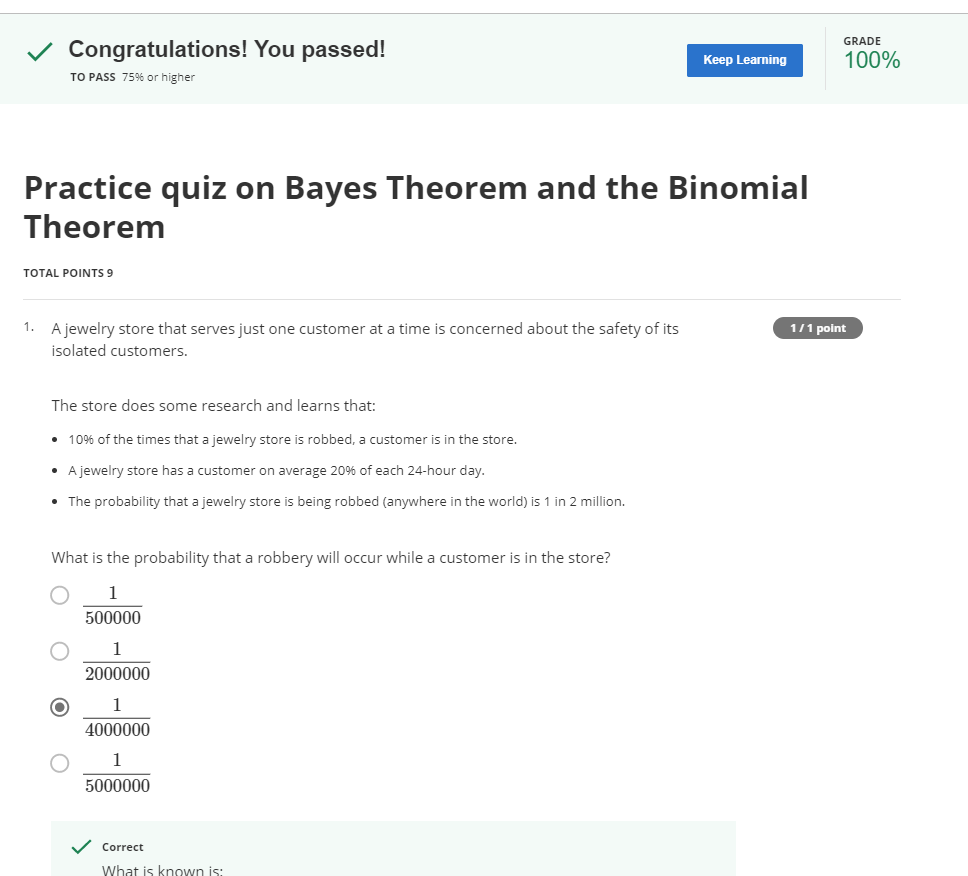 Congratulations! You passed!
TO PASS 75% or higher
Keep Learning
GRADE
100%
Practice quiz on Bayes Theorem and the Binomial
Theorem
TOTAL POINTS 9
1. A jewelry store that serves just one customer at a time is concerned about the safety of its
isolated customers.
1 / 1 point
The store does some research and learns that:
• 10% of the times that a jewelry store is robbed, a customer is in the store.
• A jewelry store has a customer on average 20% of each 24-hour day.
• The probability that a jewelry store is being robbed (anywhere in the world) is 1 in 2 million.
What is the probability that a robbery will occur while a customer is in the store?
1
500000
1
2000000
1
4000000
1
5000000
Correct
What is known is: